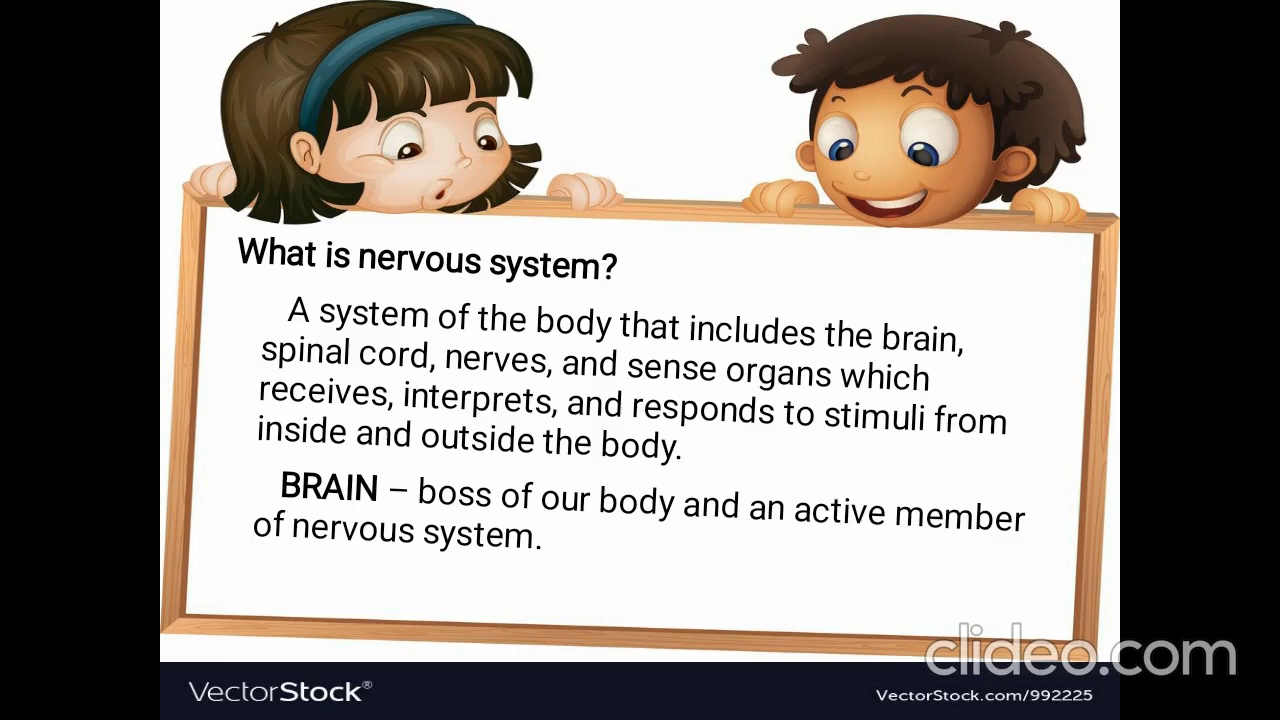 What is nervous system?
A system of the body that includes the brain,
spinal cord, nerves, and sense organs which
receives, interprets, and responds to stimuli from
inside and outside the body.
BRAIN – boss of our body and an active member
of nervous system.
clideo.com
VectorStock®
VectorStock.com/992225